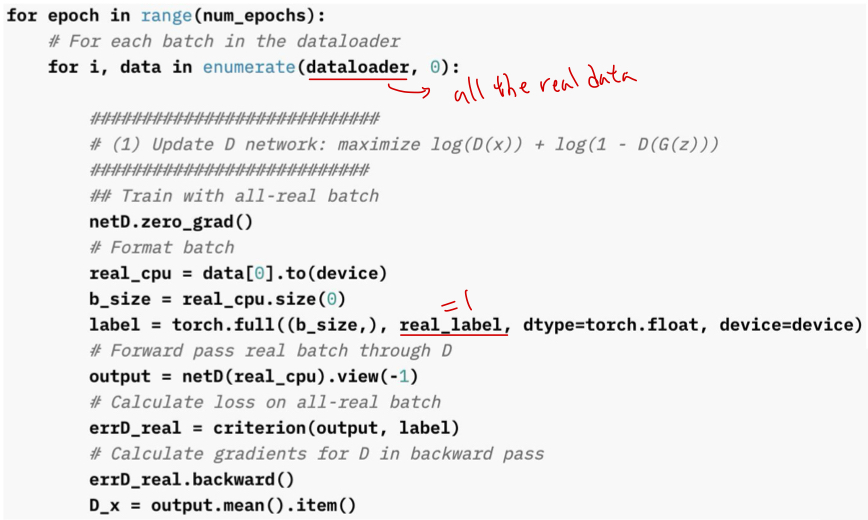 for epoch in range(num_epochs):
# For each batch in the dataloader
for i, data in enumerate(dataloader, 0):
all the real data
###########################
# (1) Update D network: maximize log(D(x)) + log(1 - D(G(z)))
##########################
## Train with all-real batch
netD.zero_grad()
# Format batch
real_cpu = data[0].to(device)
b_size = real_cpu.size(0)
= 1
label = torch.full((b_size,), real_label, dtype=torch.float, device=device)
# Forward pass real batch through D
output = netD(real_cpu).view(-1)
# Calculate loss on all-real batch
errD_real = criterion(output, label)
# Calculate gradients for D in backward pass
errD_real.backward()
D_x = output.mean().item()